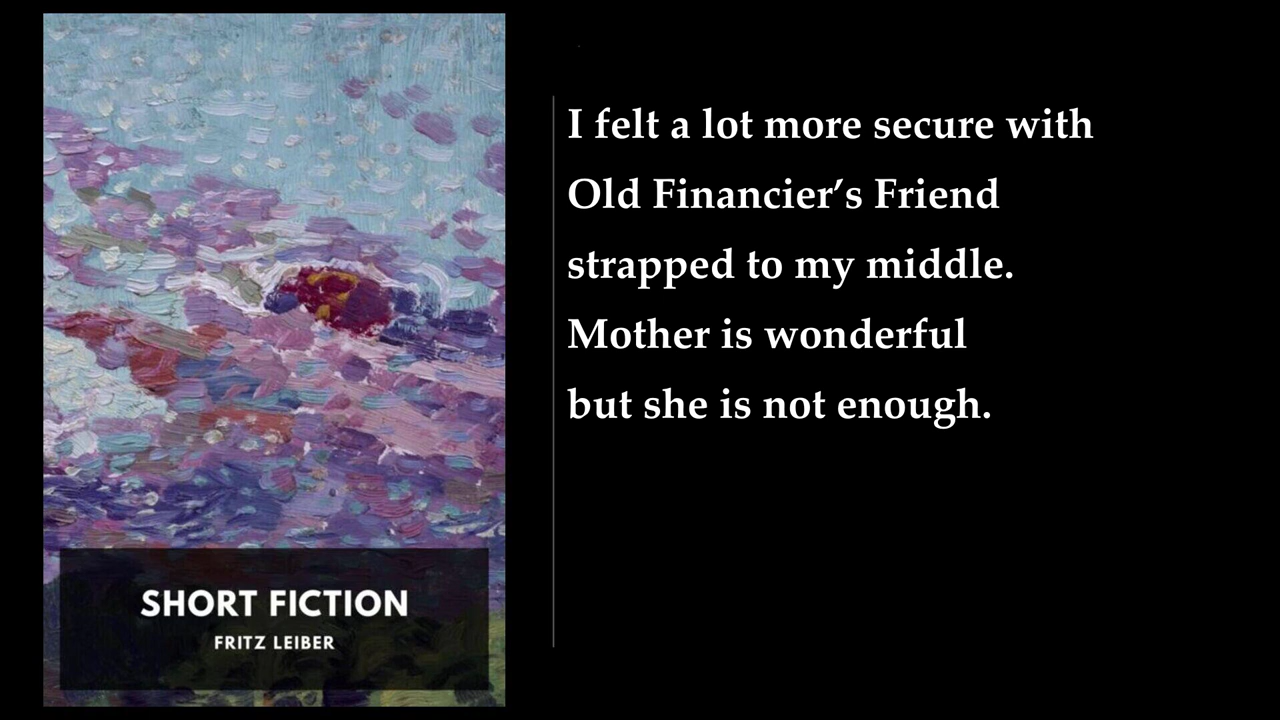 I felt a lot more secure with
Old Financier’s Friend
strapped to my middle.
Mother is wonderful
but she is not enough.
SHORT FICTION
FRITZ LEIBER